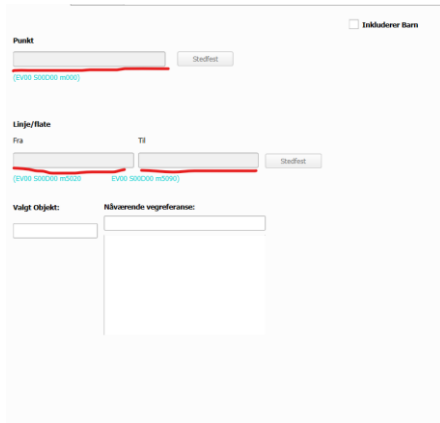 Inkluderer Barn
Punkt
Stedfest
(EV00 S00D00 m000)
Linje/flate
Fra Til
Stedfest
(EV00 S00D00 m5020 EV00 S00D00 m5090)
Valgt Objekt: Nåværende vegreferanse: